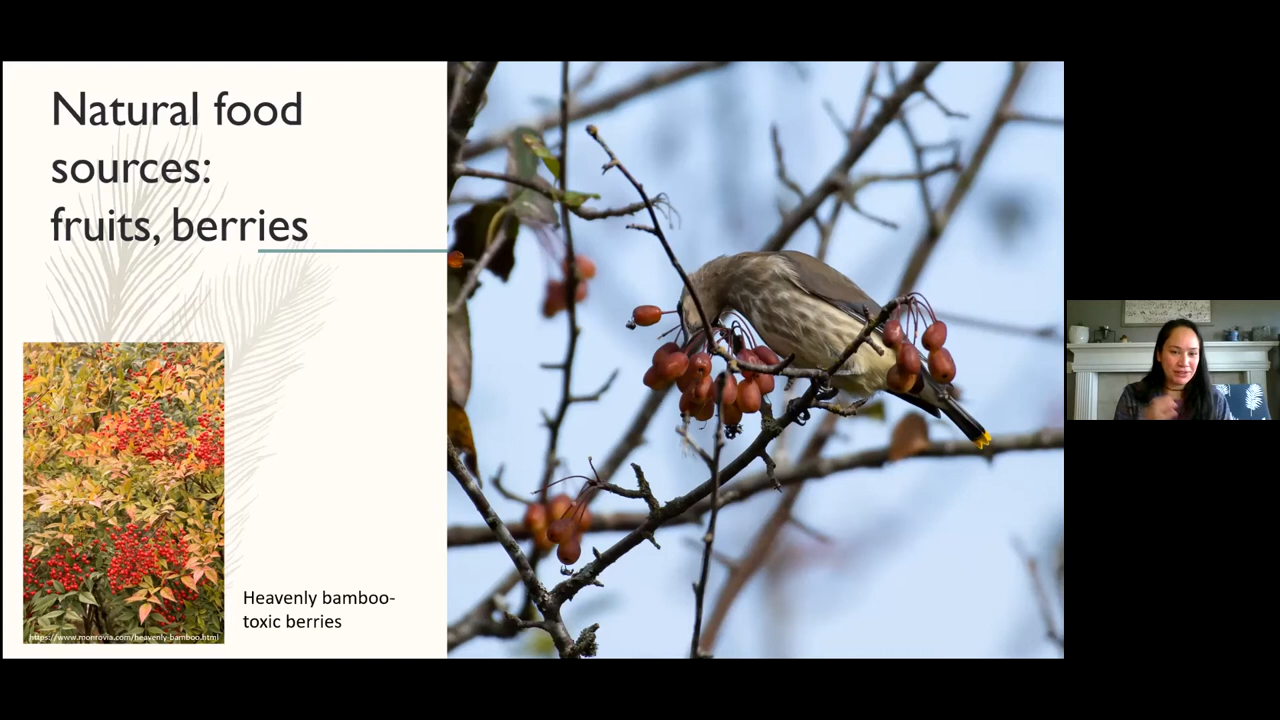 Natural food
sources:
fruits, berries
Heavenly bamboo-
toxic berries
https://www.monrovia.com/heavenly-bamboo.html